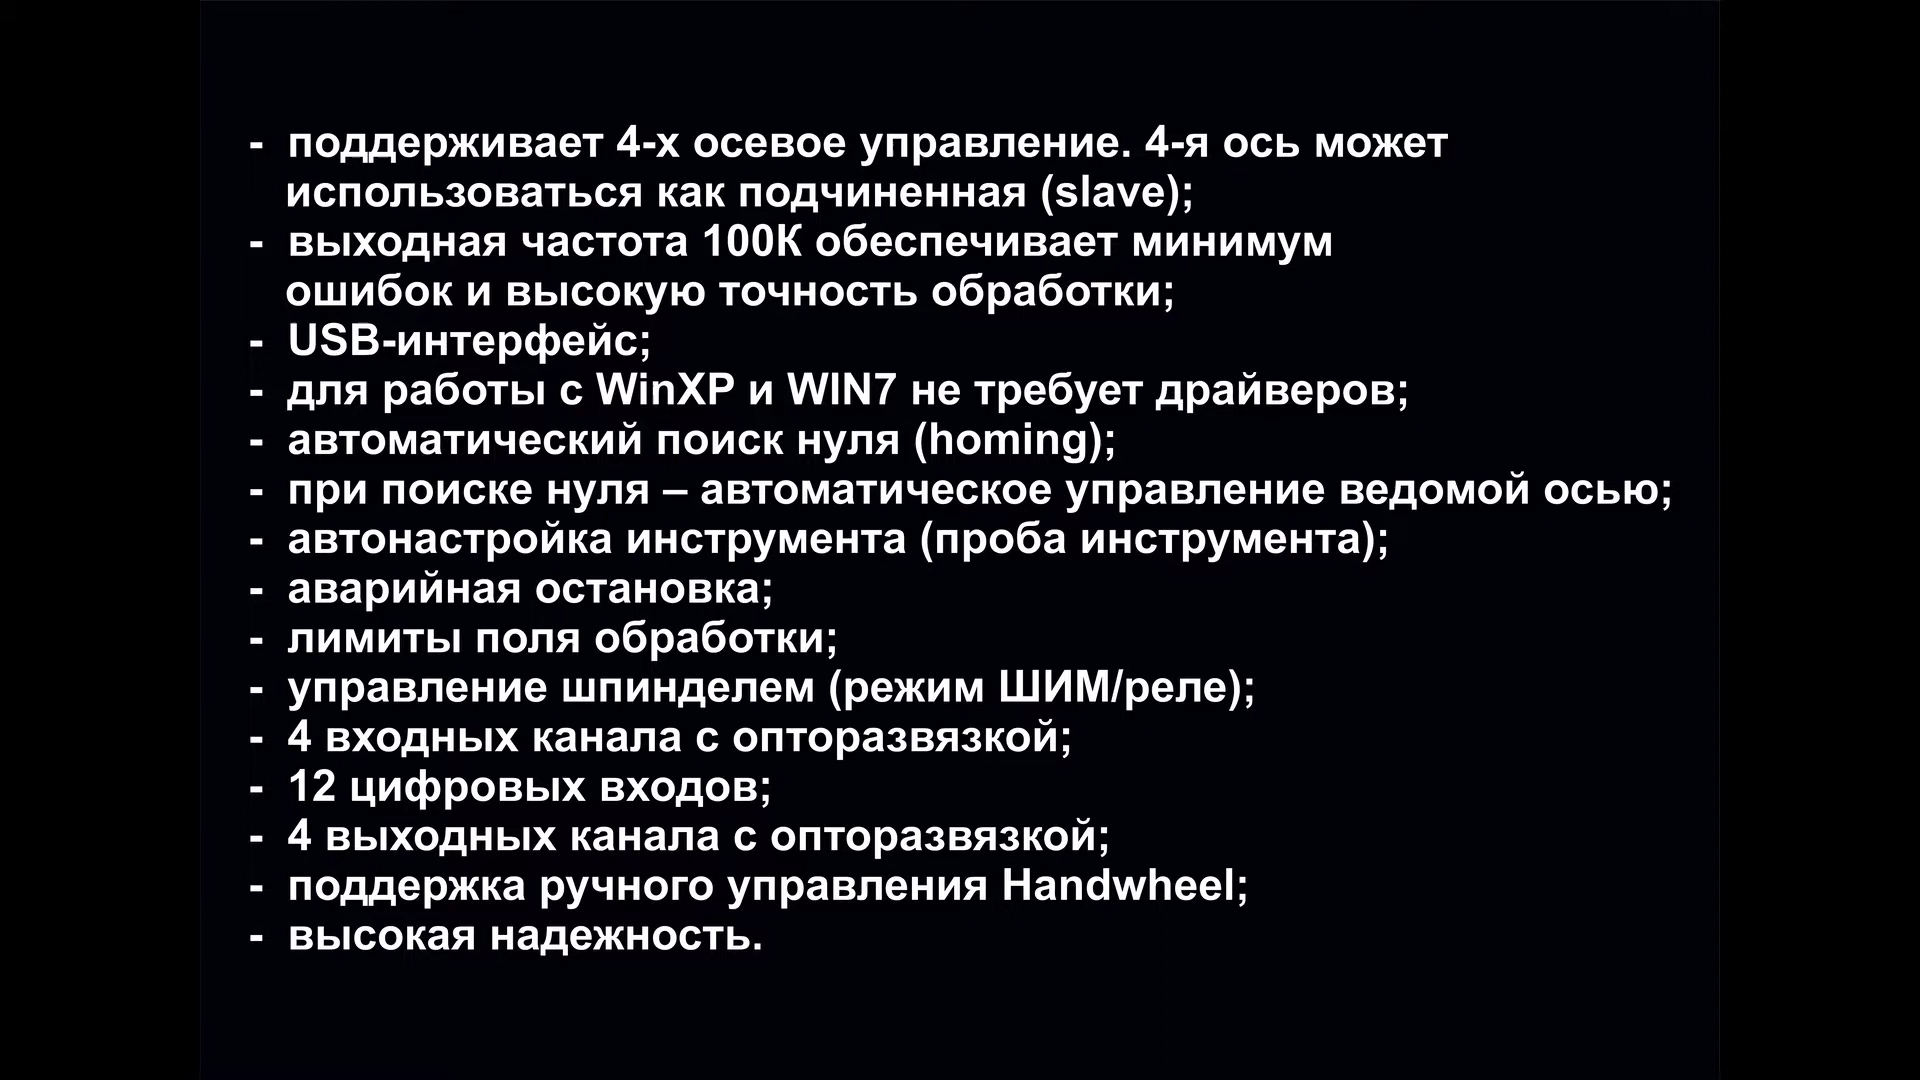 - поддерживает 4-х осевое управление. 4-я ось может
использоваться как подчиненная (slave);
- выходная частота 100К обеспечивает минимум
ошибок и высокую точность обработки;
- USB-интерфейс;
- для работы с WinXP и WIN7 не требует драйверов;
- автоматический поиск нуля (homing);
- при поиске нуля – автоматическое управление ведомой осью;
- автонастройка инструмента (проба инструмента);
- аварийная остановка;
- лимиты поля обработки;
- управление шпинделем (режим ШИМ/реле);
- 4 входных канала с опторазвязкой;
- 12 цифровых входов;
- 4 выходных канала с опторазвязкой;
- поддержка ручного управления Handwheel;
- высокая надежность.